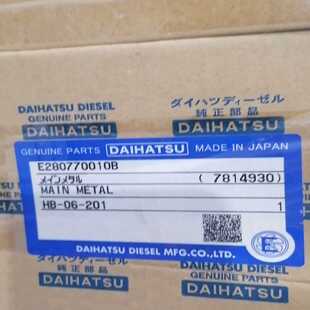 DAIHATSU DIESEL
GENUINE PARTS
DAIHATSU
ダイハツディーゼル
純正部品
DAIHATSU
GENUINE PARTS DAIHATSU MADE IN JAPAN
E280770010B
メインメタル (7814930)
MAIN METAL
HB-06-201 1
DAIHATSU DIESEL MFG.CO.,LTD.
ダイハツディーゼル
純正部品
DAIHATSU
DAIHATSU DIESEL
GENUINE PARTS
DAIHATSU